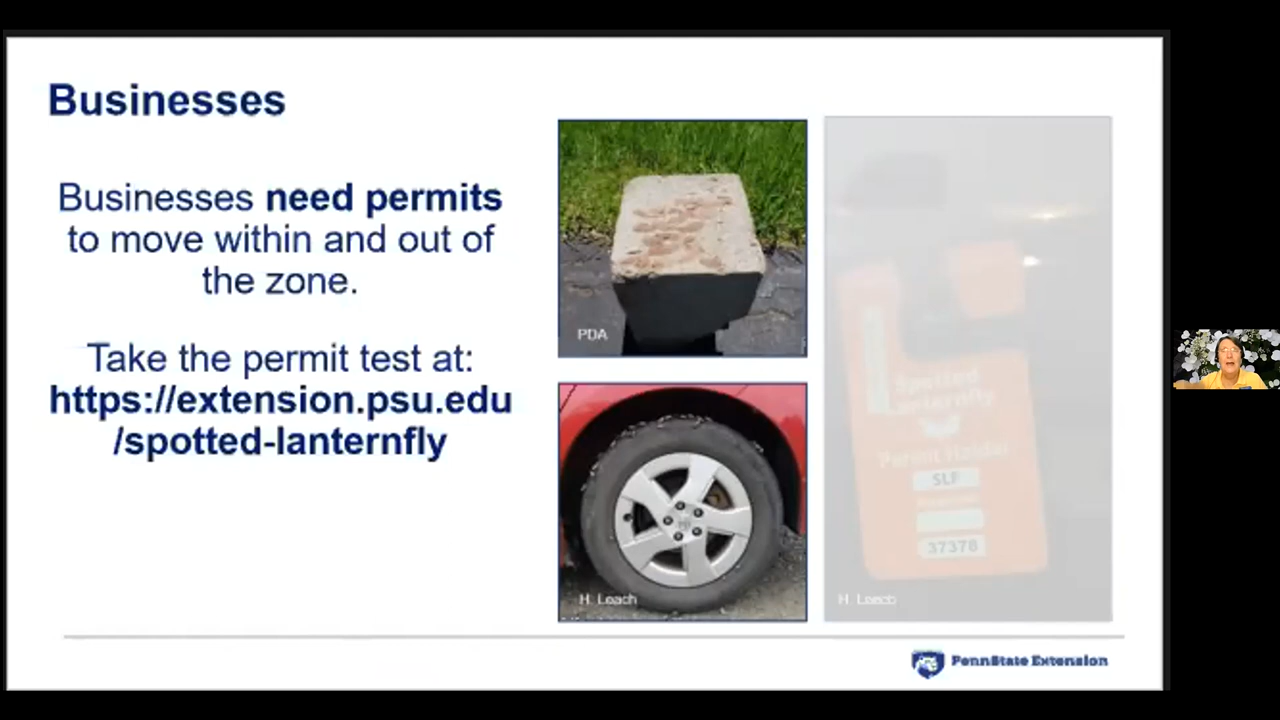 Businesses
Businesses need permits
to move within and out of
the zone.
Take the permit test at:
https://extension.psu.edu
/spotted-lanternfly
PDA
H. Leach
Spotted
Lanternfly
Permit Holder
SLF
37378
H. Leach
PennState Extension